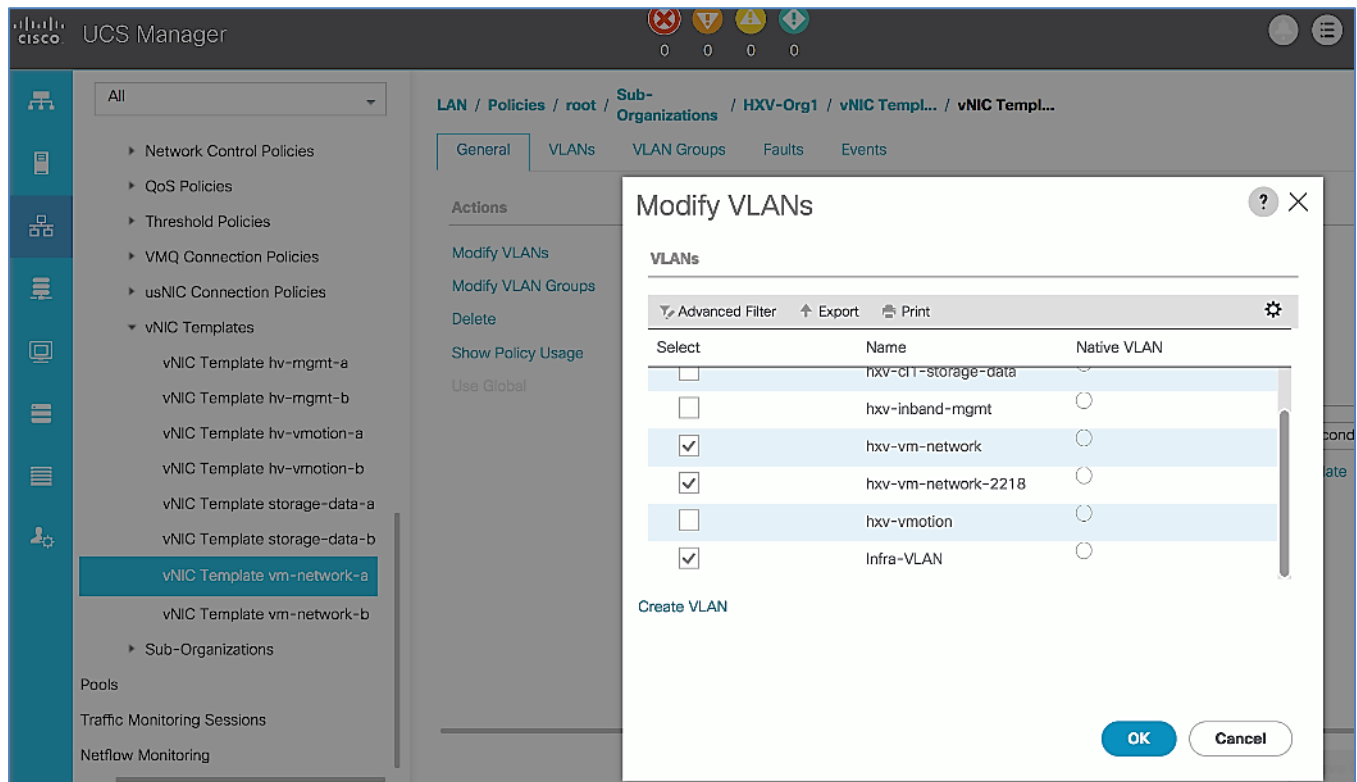 cisco UCS Manager
0 0 0 0
All
Network Control Policies
QoS Policies
Threshold Policies
VMQ Connection Policies
usNIC Connection Policies
vNIC Templates
vNIC Template hv-mgmt-a
vNIC Template hv-mgmt-b
vNIC Template hv-vmotion-a
vNIC Template hv-vmotion-b
vNIC Template storage-data-a
vNIC Template storage-data-b
vNIC Template vm-network-a
vNIC Template vm-network-b
Sub-Organizations
Pools
Traffic Monitoring Sessions
Netflow Monitoring
LAN / Policies / root / Sub-Organizations / HXV-Org1 / vNIC Templ... / vNIC Templ...
General VLANs VLAN Groups Faults Events
Actions
Modify VLANs
Modify VLAN Groups
Delete
Show Policy Usage
Use Global
Modify VLANs ?
VLANs
Advanced Filter Export Print
Select Name Native VLAN
hxv-cl1-storage-data
hxv-inband-mgmt
hxv-vm-network
hxv-vm-network-2218
hxv-vmotion
Infra-VLAN
Create VLAN
OK Cancel
cond
ate